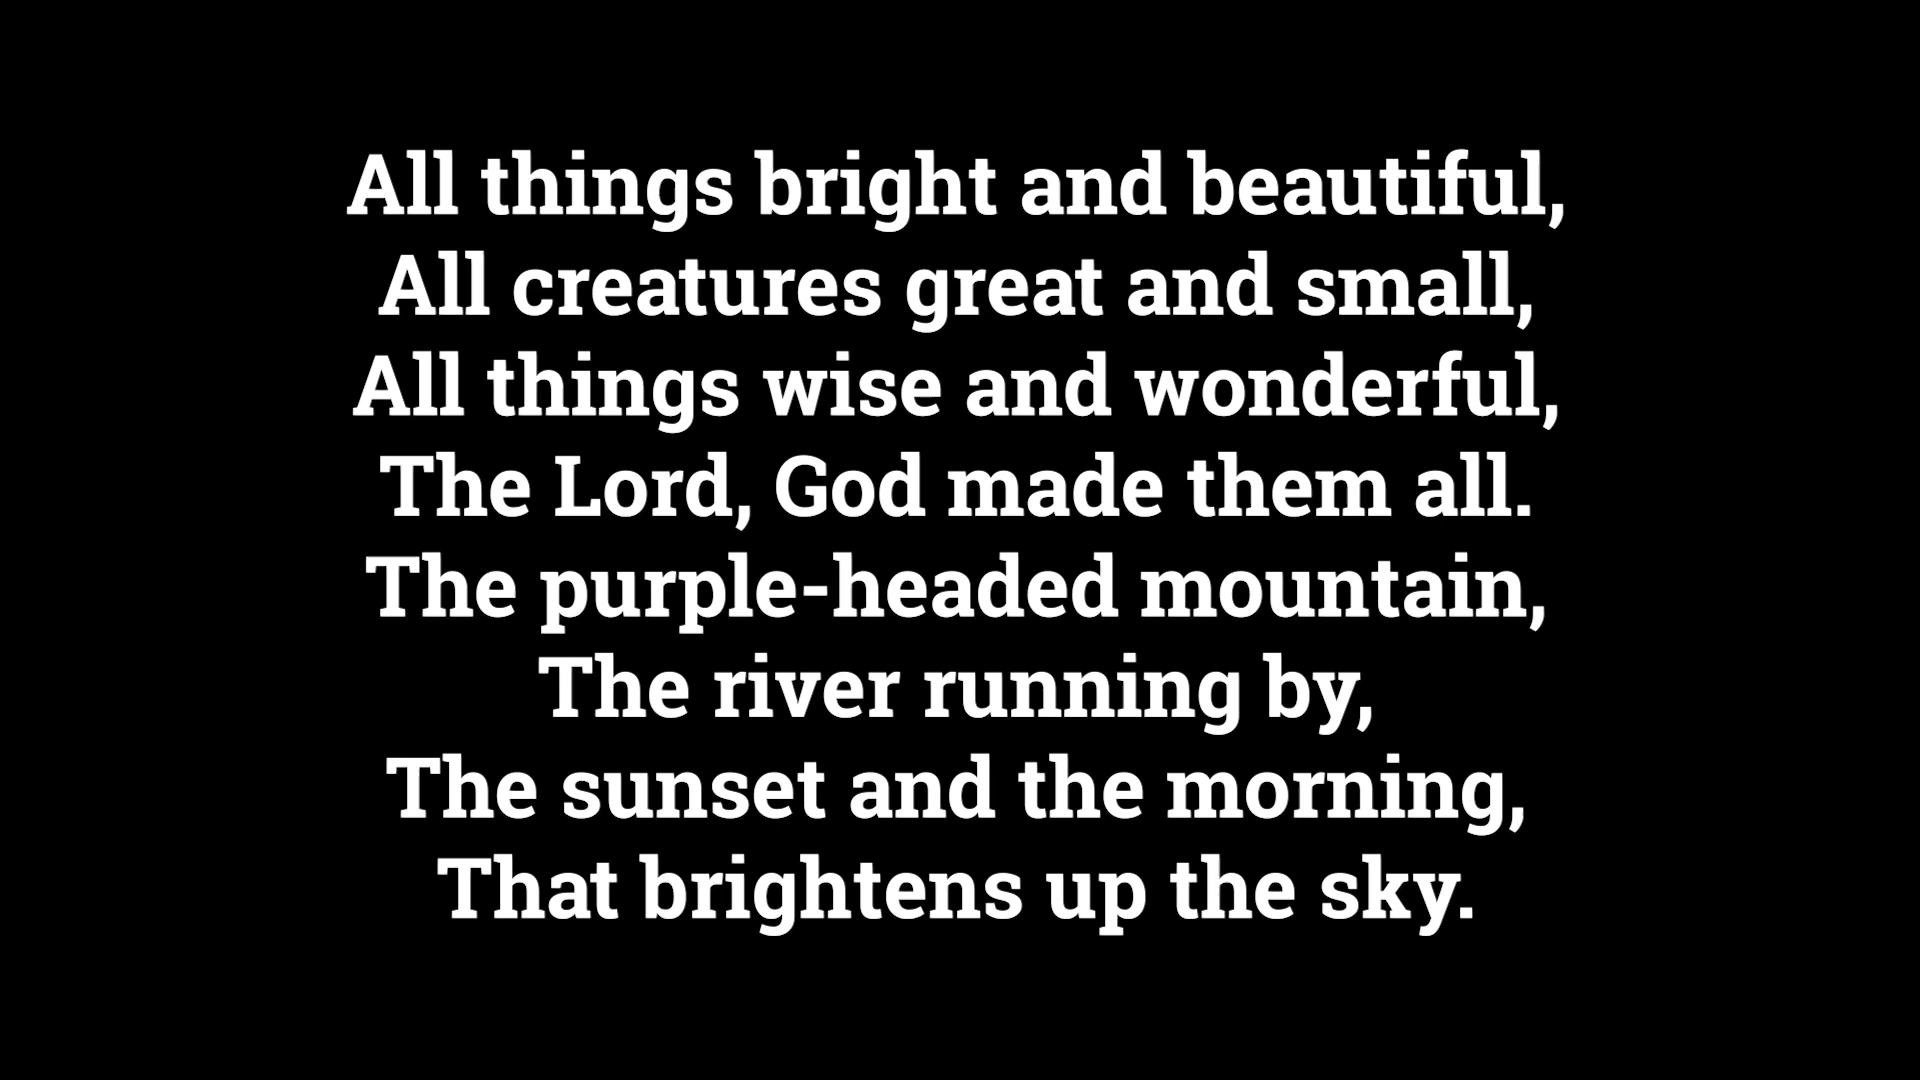 All things bright and beautiful,
All creatures great and small,
All things wise and wonderful,
The Lord, God made them all.
The purple-headed mountain,
The river running by,
The sunset and the morning,
That brightens up the sky.